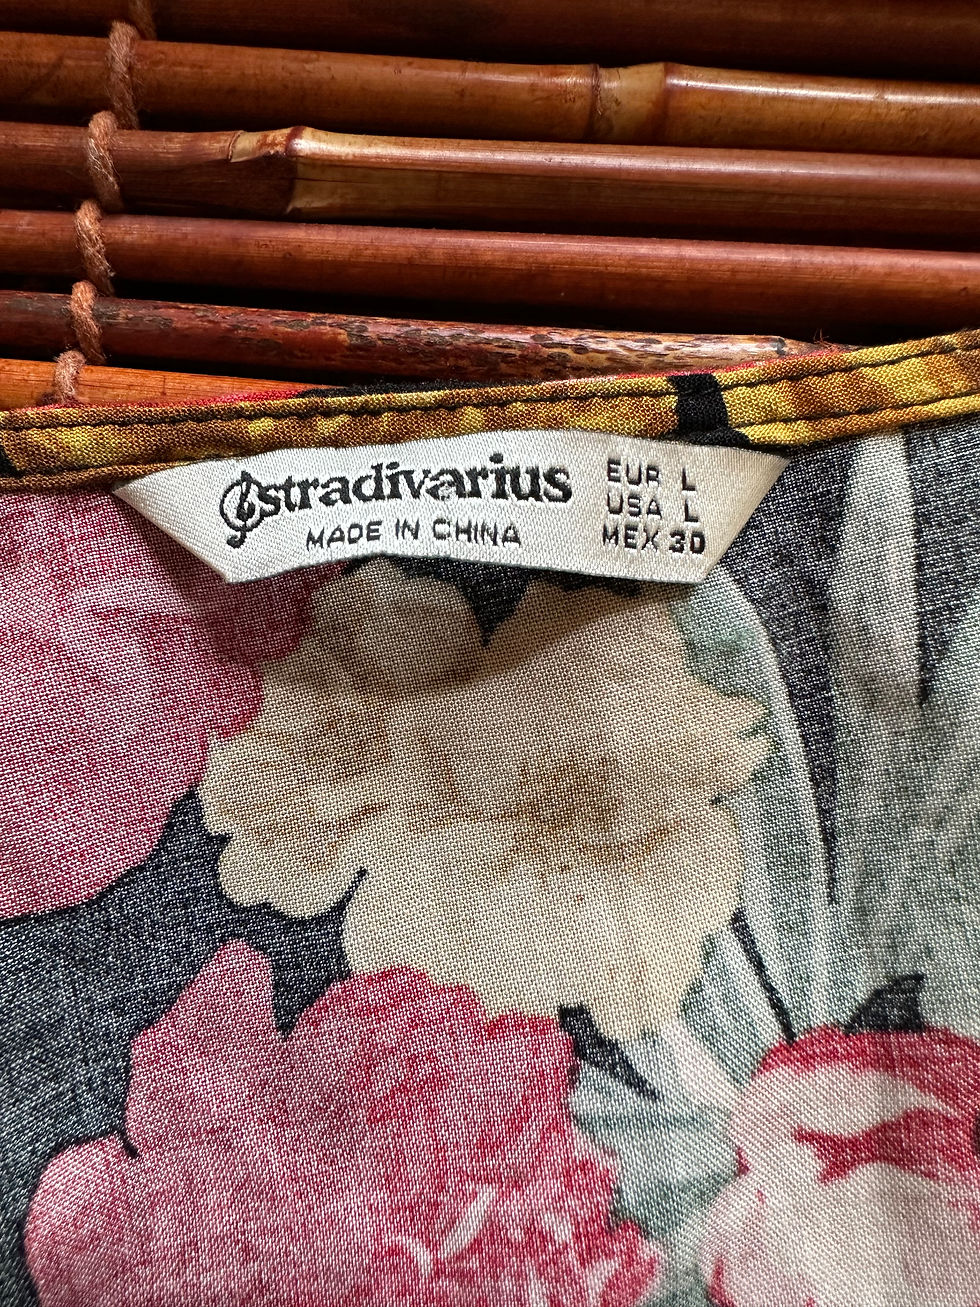 stradivarius
MADE IN CHINA
EUR L
USA L
MEX 30